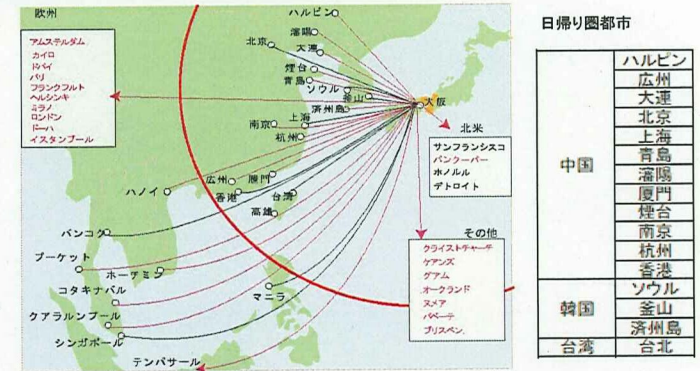 欧州
アムステルダム
カイロ
ドバイ
パリ
フランクフルト
ヘルシンキ
ミラノ
ロンドン
ドーハ
イスタンブール
ハルピン
瀋陽
北京
大連
煙台
青島
ソウル
釜山
済州島
大阪
南京
上海
杭州
北米
サンフランシスコ
バンクーバー
ホノルル
デトロイト
ハノイ
広州
厦門
香港
台湾
高雄
バンコク
プーケット
ホーチミン
コタキナバル
クアラルンプール
シンガポール
マニラ
テンパサール
その他
クライストチャーチ
ケアンズ
グアム
オークランド
ヌメア
パペーテ
ブリスベン
日帰り圏都市
中国
ハルピン
広州
大連
北京
上海
青島
瀋陽
厦門
煙台
南京
杭州
香港
韓国
ソウル
釜山
済州島
台湾
台北